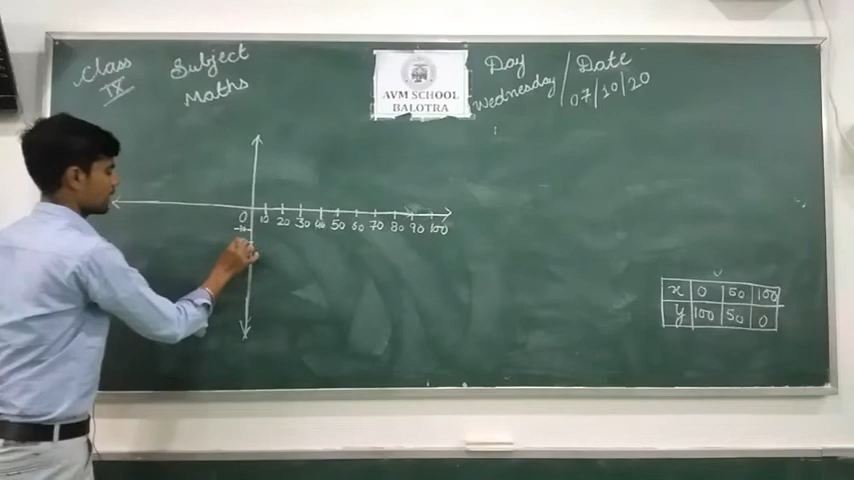 Class
IX
Subject
Maths
AVM SCHOOL
BALOTRA
Day
Wednesday
Date
07/10/20
0 10 20 30 40 50 60 70 80 90 100
x 0 50 100
y 100 50 0